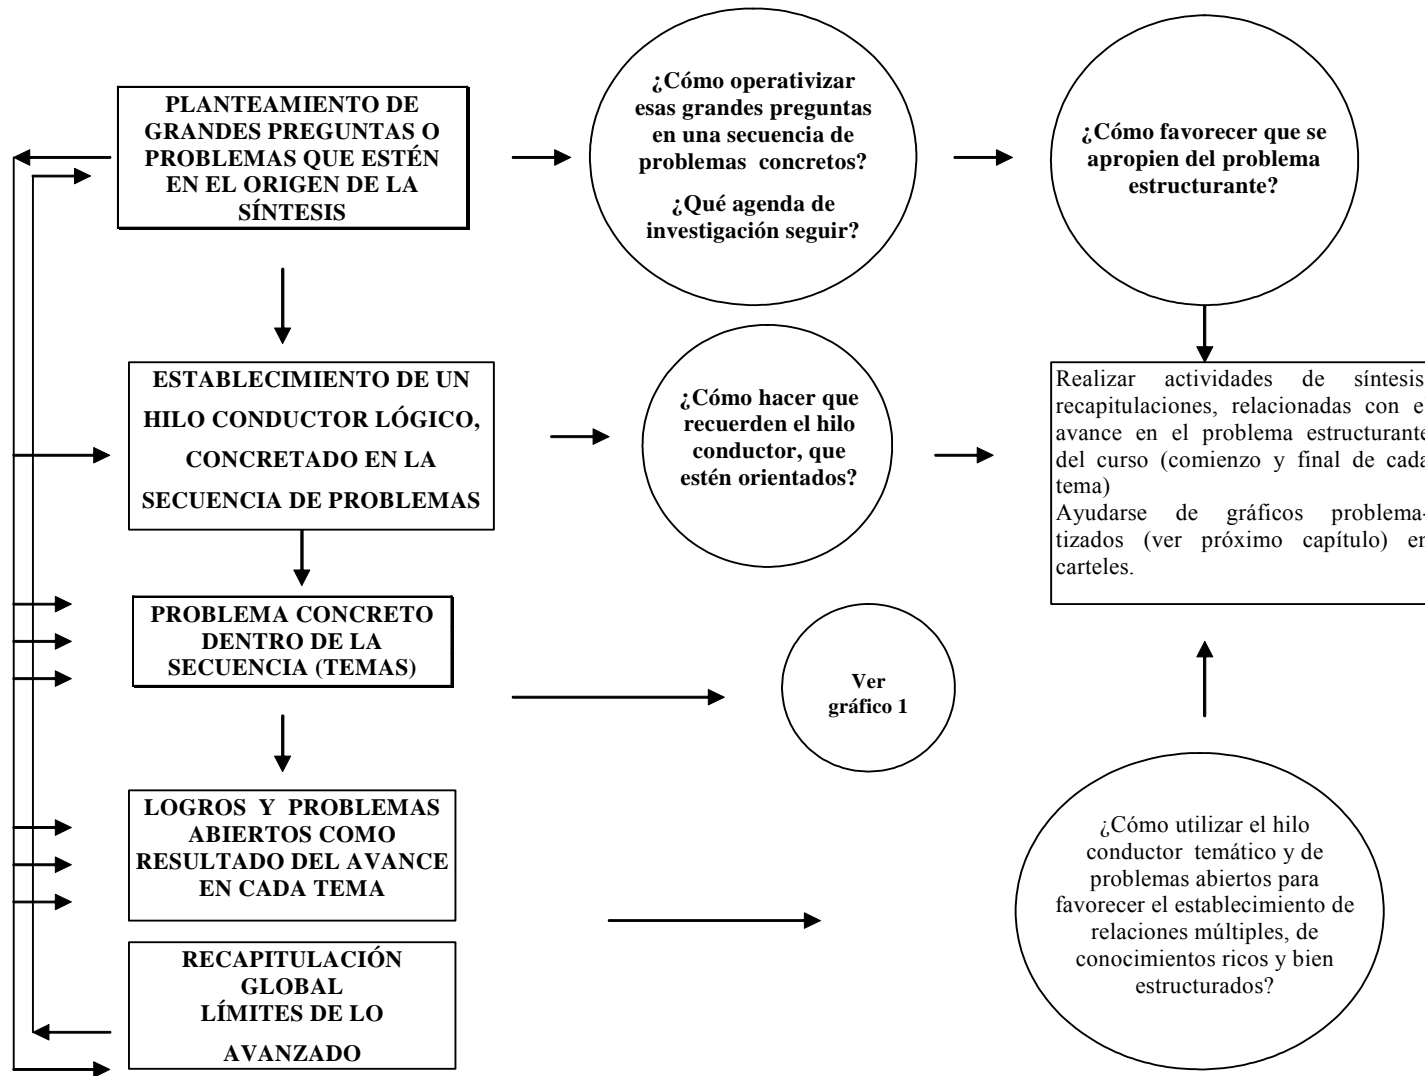 PLANTEAMIENTO DE
GRANDES PREGUNTAS O
PROBLEMAS QUE ESTÉN
EN EL ORIGEN DE LA
SÍNTESIS
¿Cómo operativizar
esas grandes preguntas
en una secuencia de
problemas concretos?
¿Qué agenda de
investigación seguir?
¿Cómo favorecer que se
apropien del problema
estructurante?
ESTABLECIMIENTO DE UN
HILO CONDUCTOR LÓGICO,
CONCRETADO EN LA
SECUENCIA DE PROBLEMAS
¿Cómo hacer que
recuerden el hilo
conductor, que
estén orientados?
Realizar actividades de síntesis
recapitulaciones, relacionadas con e
avance en el problema estructurante
del curso (comienzo y final de cada
tema)
Ayudarse de gráficos problema-
tizados (ver próximo capítulo) en
carteles.
PROBLEMA CONCRETO
DENTRO DE LA
SECUENCIA (TEMAS)
Ver
gráfico 1
LOGROS Y PROBLEMAS
ABIERTOS COMO
RESULTADO DEL AVANCE
EN CADA TEMA
¿Cómo utilizar el hilo
conductor temático y de
problemas abiertos para
favorecer el establecimiento de
relaciones múltiples, de
conocimientos ricos y bien
estructurados?
RECAPITULACIÓN
GLOBAL
LÍMITES DE LO
AVANZADO